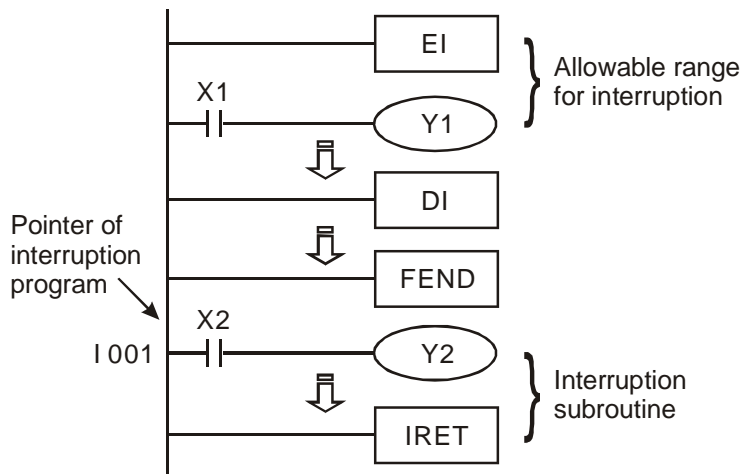 EI
Allowable range
for interruption
X1
Y1
DI
Pointer of
interruption
program
FEND
X2
I 001
Y2
Interruption
subroutine
IRET